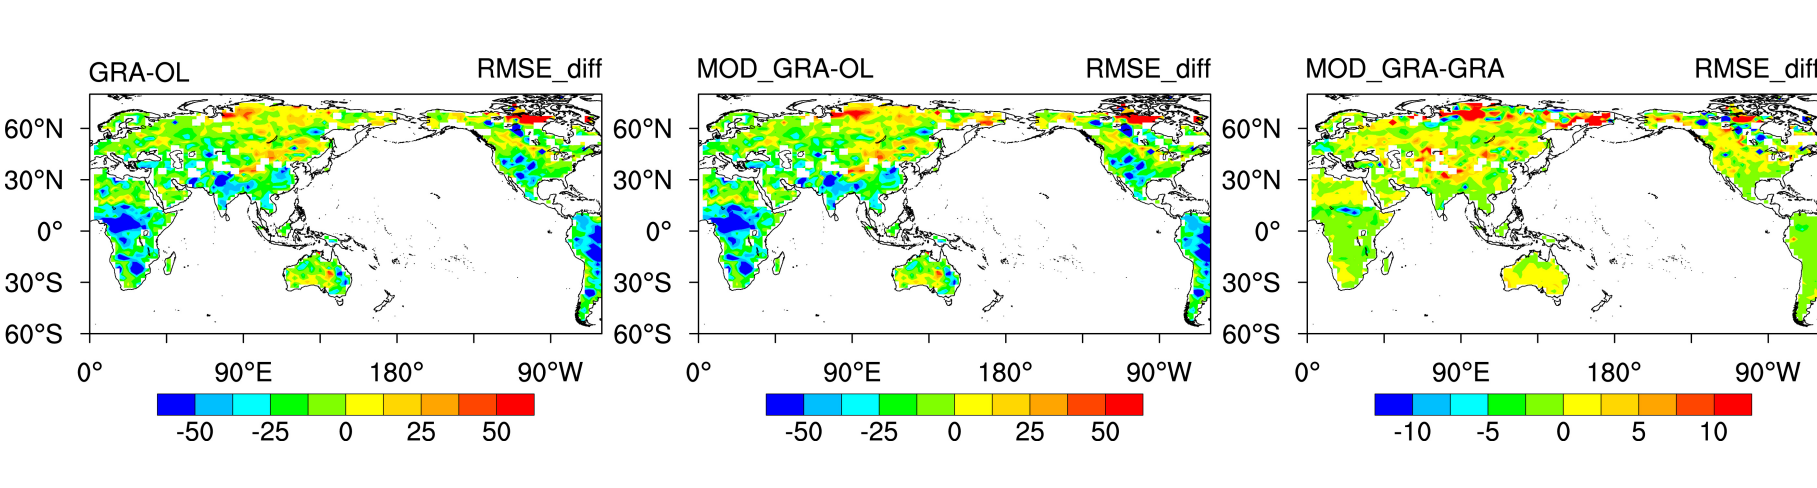 GRA-OL RMSE_diff MOD_GRA-OL RMSE_diff MOD_GRA-GRA RMSE_diff
60°N 60°N 60°N
30°N 30°N 30°N
0° 0° 0°
30°S 30°S 30°S
60°S 60°S 60°S
0° 90°E 180° 90°W 0° 90°E 180° 90°W 0° 90°E 180° 90°W
-50 -25 0 25 50 -50 -25 0 25 50 -10 -5 0 5 10